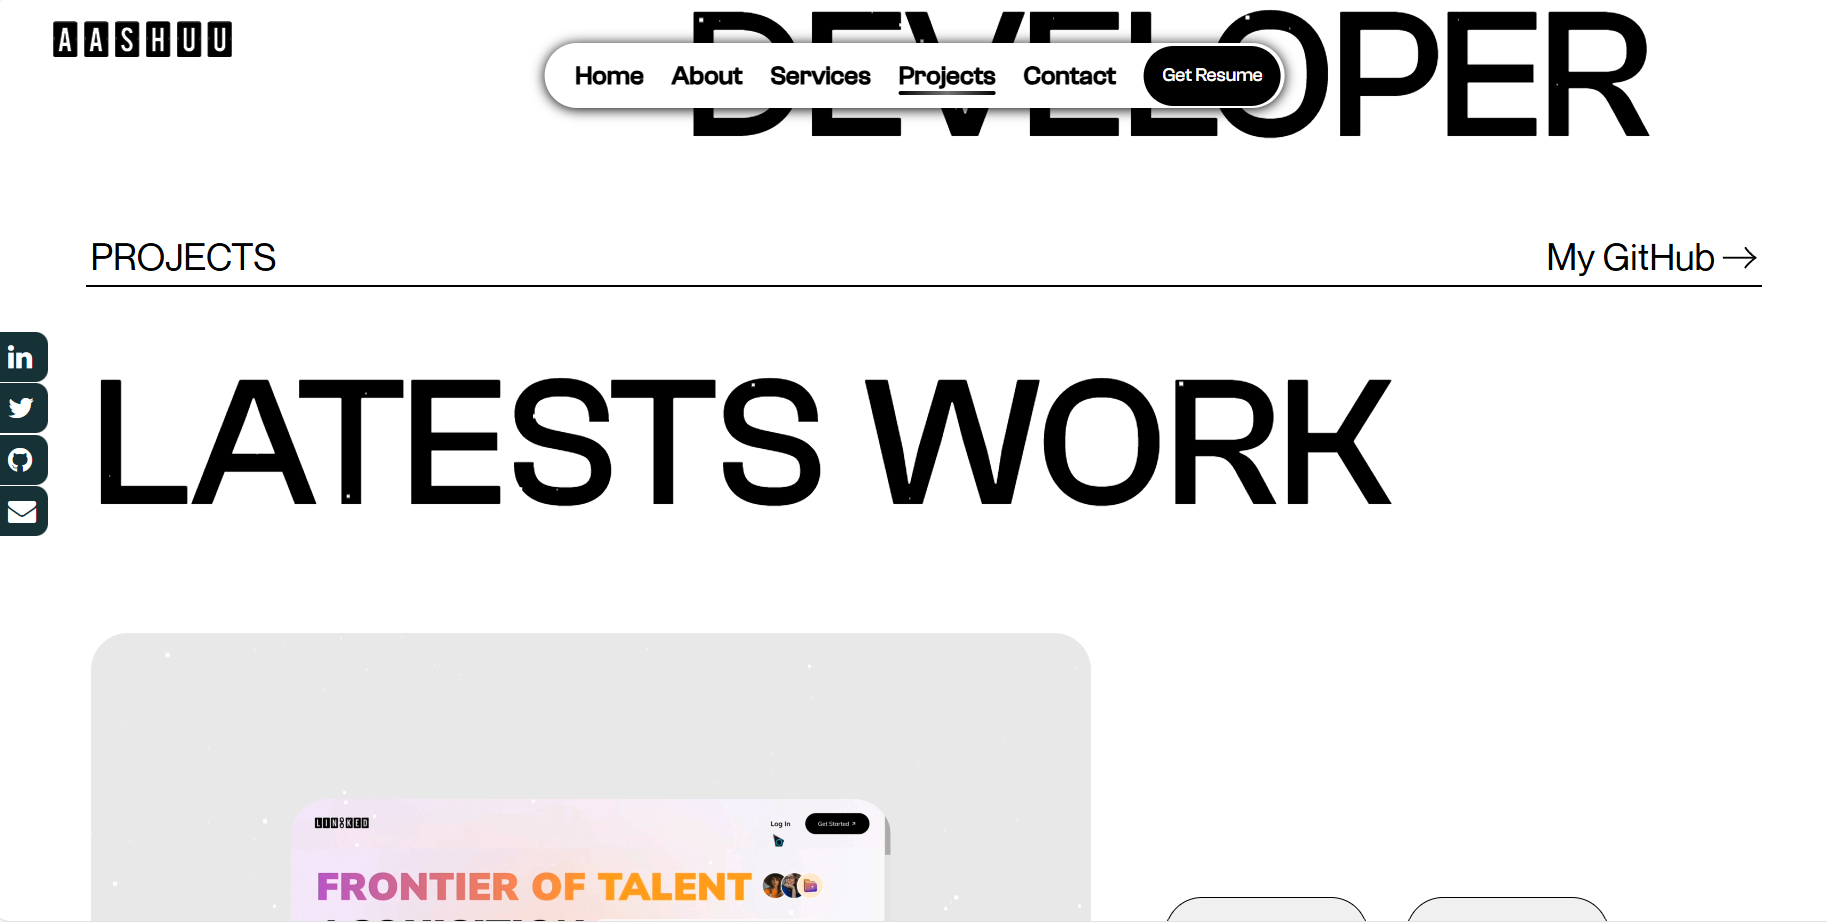 AASHUU
DEVELOPER
Home About Services Projects Contact Get Resume
PROJECTS
My GitHub →
in
LATESTS WORK
LINKED
Log In
Get Started ↗
FRONTIER OF TALENT